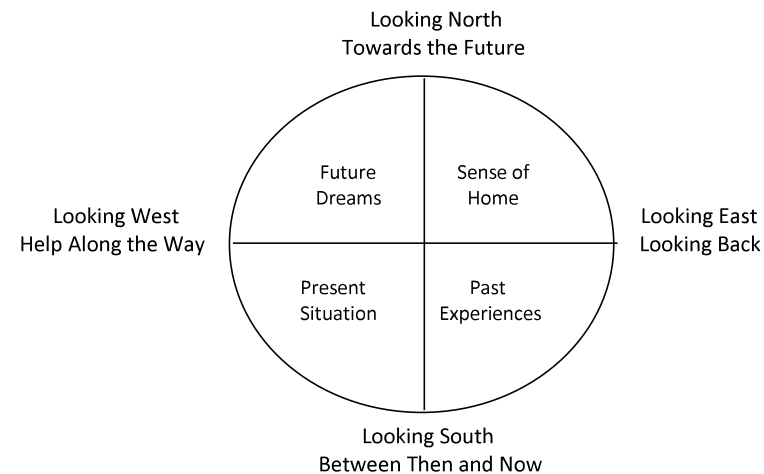 Looking North
Towards the Future
Future
Dreams
Sense of
Home
Looking West
Help Along the Way
Looking East
Looking Back
Present
Situation
Past
Experiences
Looking South
Between Then and Now